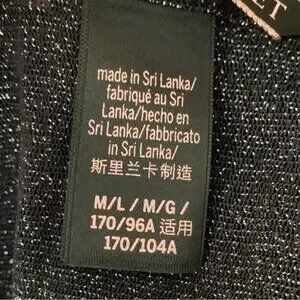 ET
made in Sri Lanka/
fabriqué au Sri
Lanka/hecho en
Sri Lanka/fabbricato
in Sri Lanka/
斯里兰卡制造
M/L / M/G /
170/96A 适用
170/104A